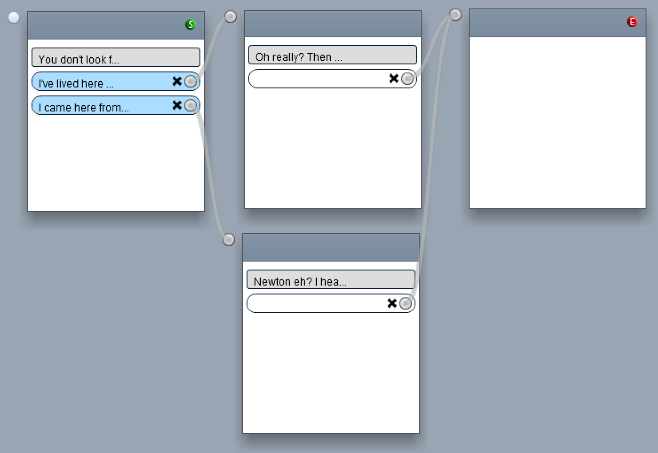 S
You don't look f...
I've lived here ...
I came here from...
Oh really? Then ...
E
Newton eh? I hea...